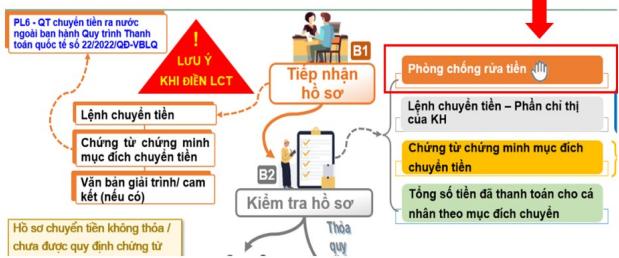 PL6 - QT chuyển tiền ra nước
ngoài ban hành Quy trình Thanh
toán quốc tế số 22/2022/QĐ-VBLQ
!
LƯU Ý
KHI ĐIỀN LCT
B1
Tiếp nhận
hồ sơ
Lệnh chuyển tiền
Chứng từ chứng minh
mục đích chuyển tiền
Văn bản giải trình/ cam
kết (nếu có)
B2
Kiểm tra hồ sơ
Phòng chống rửa tiền
Lệnh chuyển tiền – Phần chỉ thị
của KH
Chứng từ chứng minh mục đích
chuyển tiền
Tổng số tiền đã thanh toán cho cá
nhân theo mục đích chuyển
Hồ sơ chuyển tiền không thỏa /
chưa được quy định chứng từ
Thỏa
quy